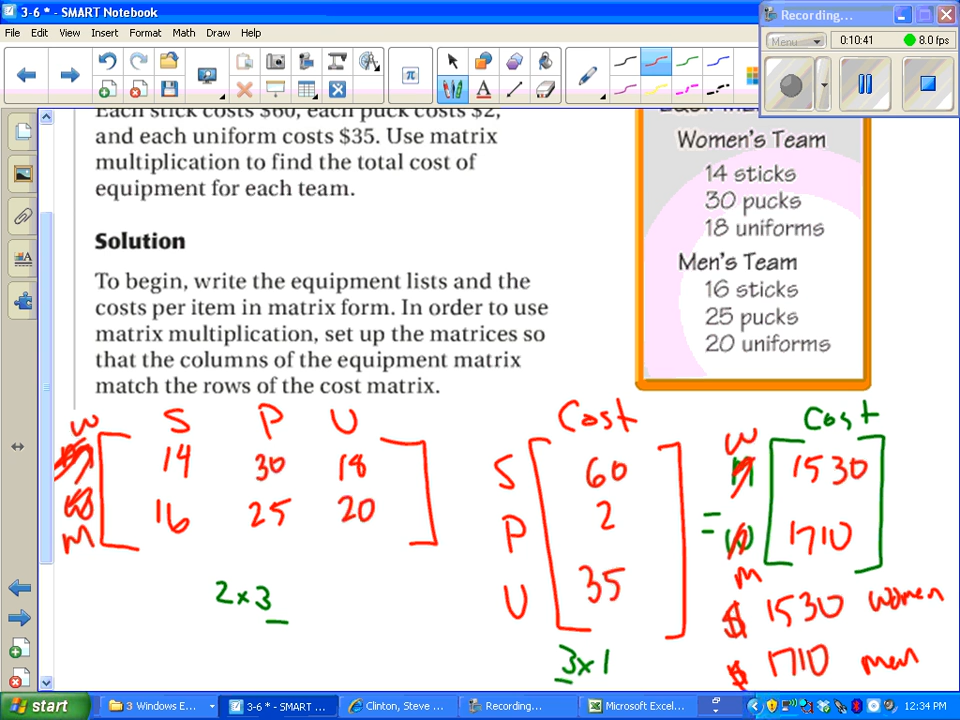 3-6 * - SMART Notebook
Recording...
File Edit View Insert Format Math Draw Help
Menu
0:10:41
8.0 fps
π
A
Each stick costs $60, each puck costs $2,
and each uniform costs $35. Use matrix
multiplication to find the total cost of
equipment for each team.
Women's Team
14 sticks
30 pucks
18 uniforms
Men's Team
16 sticks
25 pucks
20 uniforms
Solution
To begin, write the equipment lists and the
costs per item in matrix form. In order to use
matrix multiplication, set up the matrices so
that the columns of the equipment matrix
match the rows of the cost matrix.
S P U
W 14 30 18
M 16 25 20
2 x 3
Cost
S 60
P 2
U 35
3x1
Cost
=
W 1530
M 1710
$ 1530 women
$ 1710 men
start
3 Windows E...
3-6 * - SMART ...
Clinton, Steve ...
Recording...
Microsoft Excel...
12:34 PM